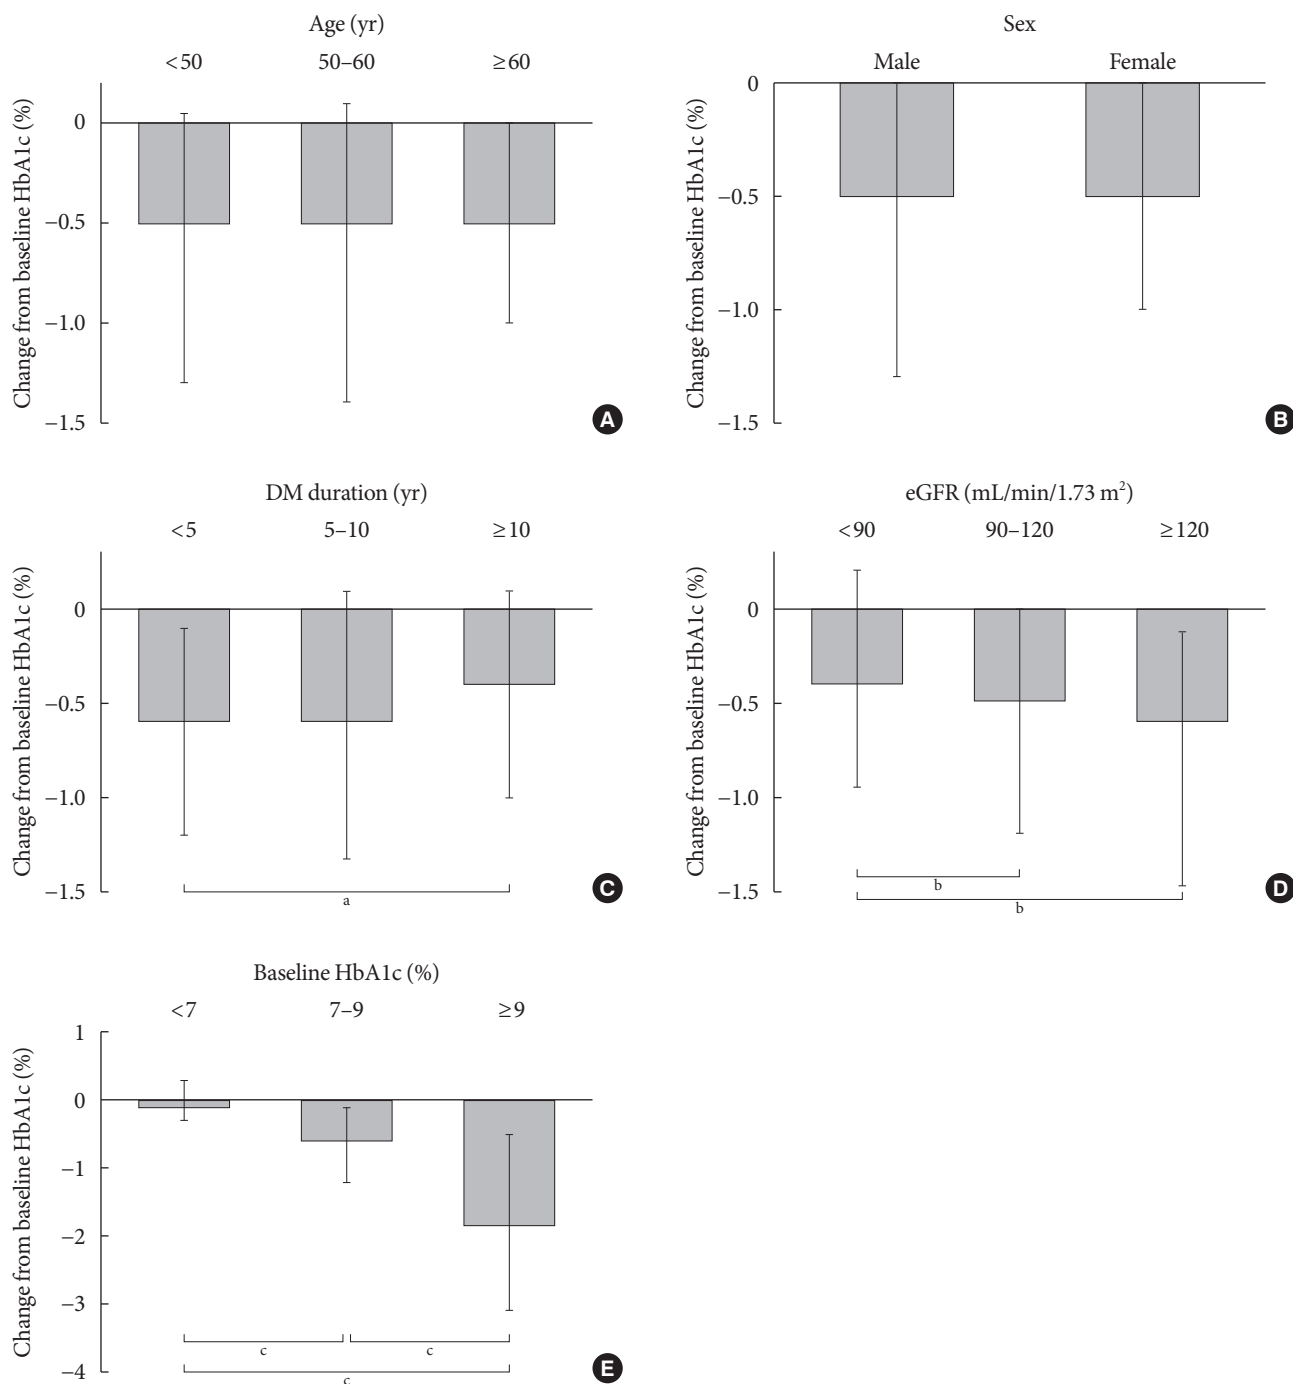 Age (yr)
<50 50–60 ≥60
Change from baseline HbA1c (%)
0
−0.5
−1.0
−1.5
A
Sex
Male Female
Change from baseline HbA1c (%)
0
−0.5
−1.0
−1.5
B
DM duration (yr)
<5 5–10 ≥10
Change from baseline HbA1c (%)
0
−0.5
−1.0
−1.5
a
C
eGFR (mL/min/1.73 m²)
<90 90–120 ≥120
Change from baseline HbA1c (%)
0
−0.5
−1.0
−1.5
b
b
D
Baseline HbA1c (%)
<7 7–9 ≥9
Change from baseline HbA1c (%)
1
0
−1
−2
−3
−4
c c
c
E